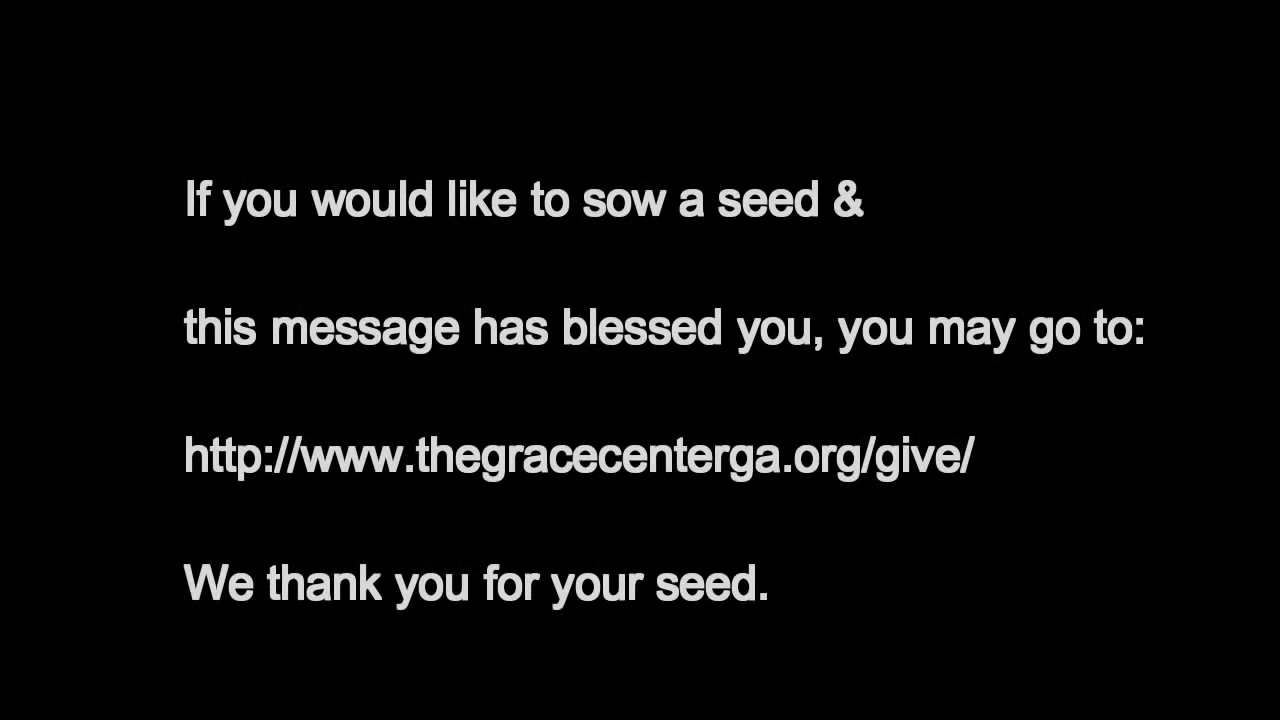 If you would like to sow a seed &
this message has blessed you, you may go to:
http://www.thegracecenterga.org/give/
We thank you for your seed.